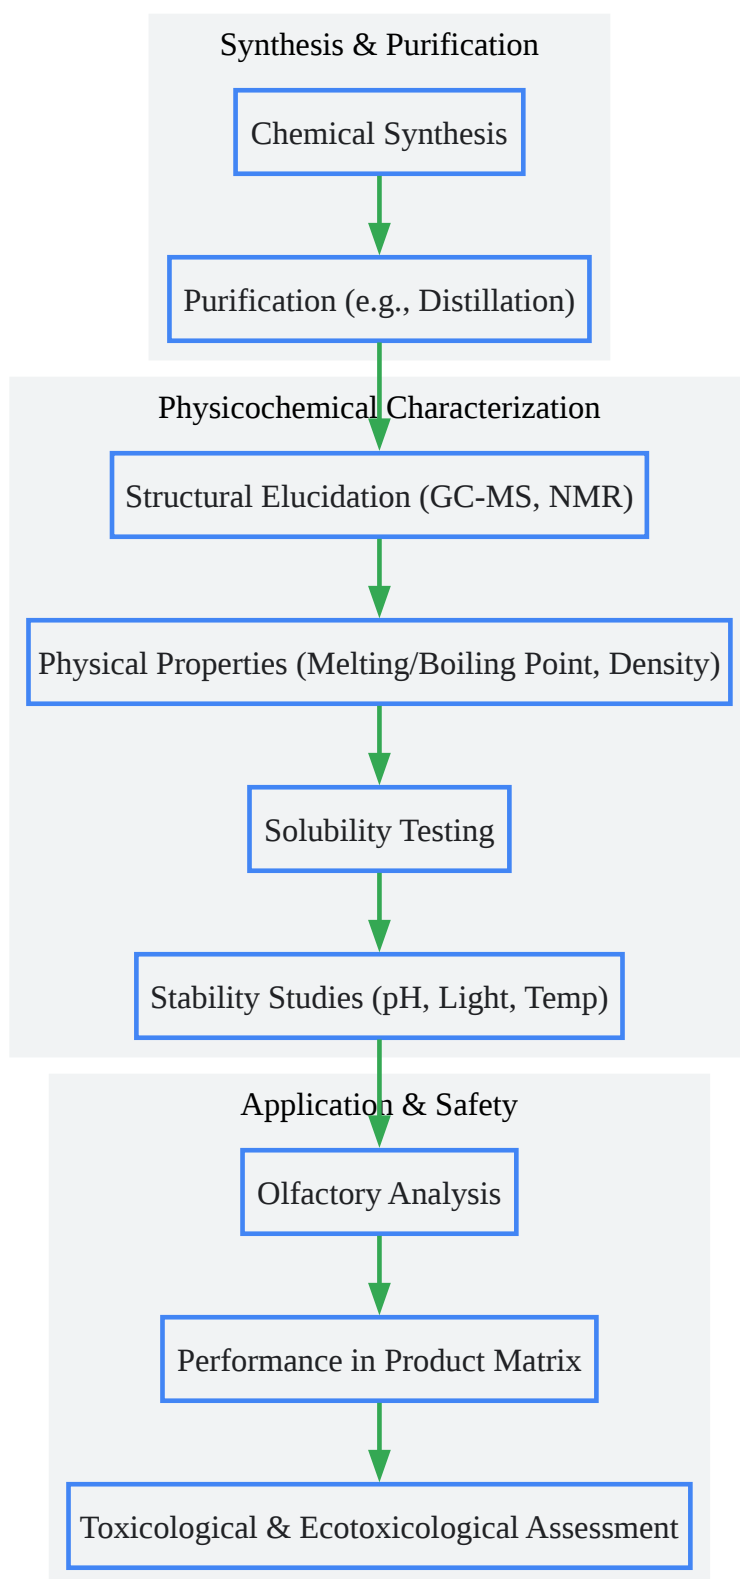 Synthesis & Purification
Chemical Synthesis
Purification (e.g., Distillation)
Physicochemical Characterization
Structural Elucidation (GC-MS, NMR)
Physical Properties (Melting/Boiling Point, Density)
Solubility Testing
Stability Studies (pH, Light, Temp)
Application & Safety
Olfactory Analysis
Performance in Product Matrix
Toxicological & Ecotoxicological Assessment